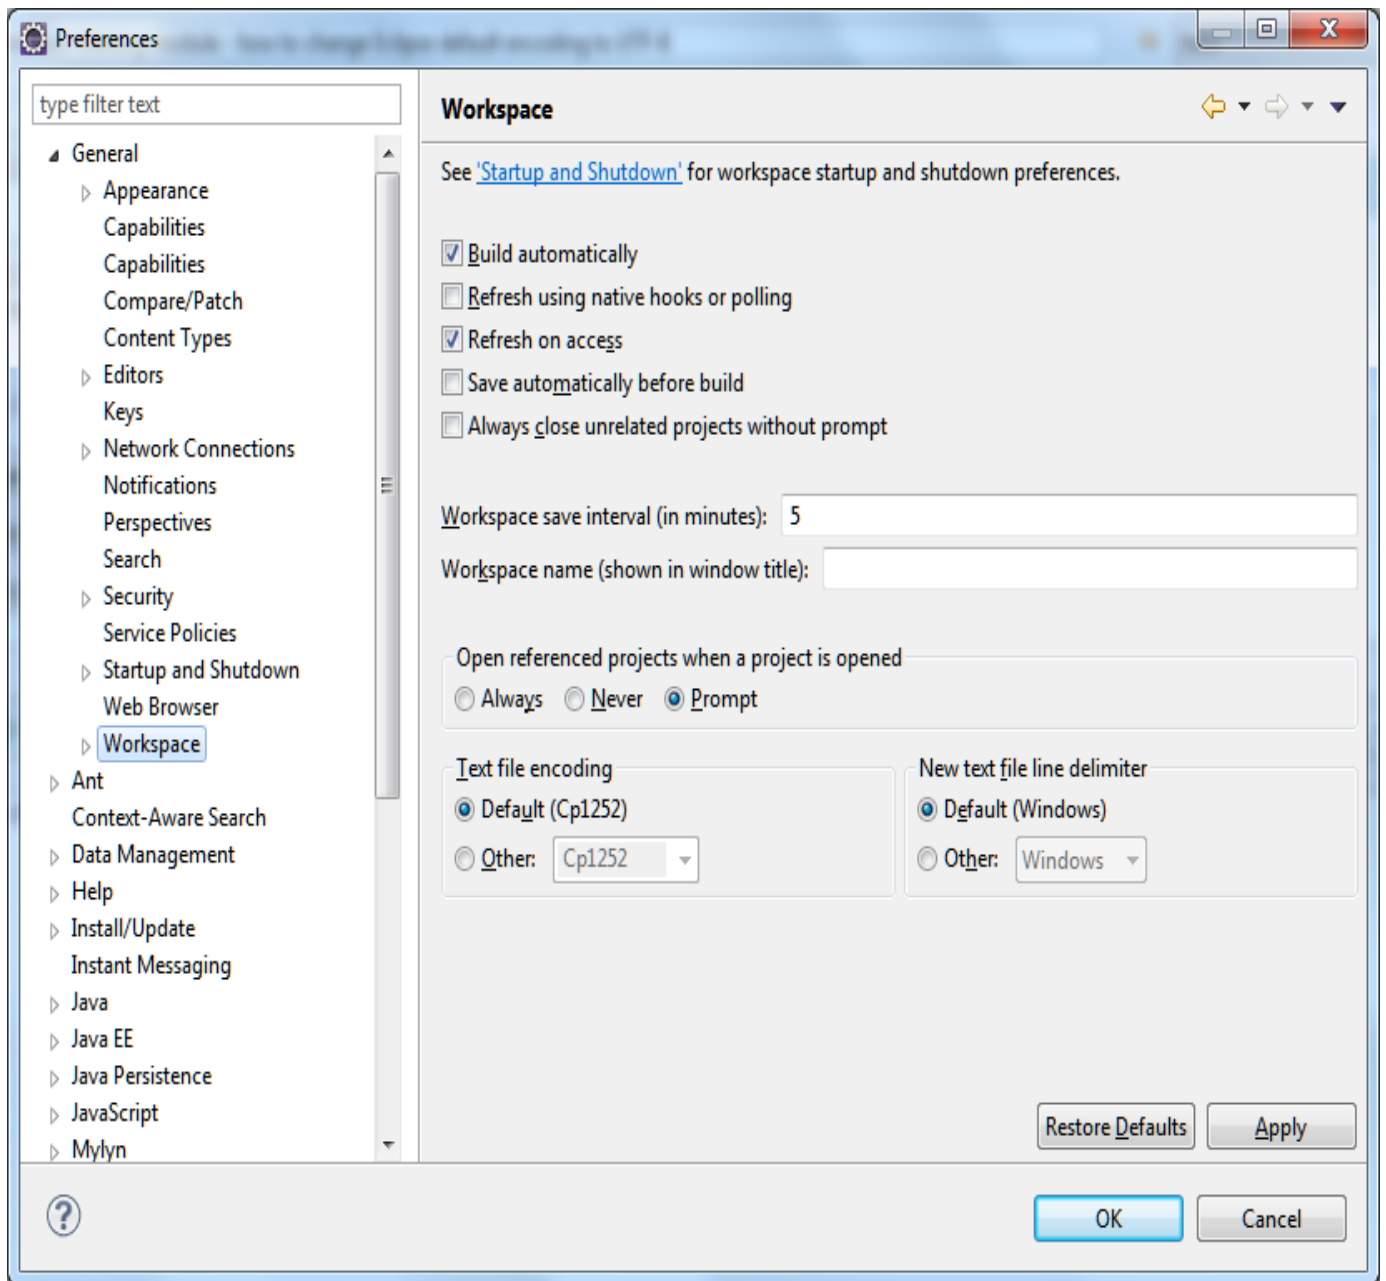 Preferences
type filter text
General
Appearance
Capabilities
Capabilities
Compare/Patch
Content Types
Editors
Keys
Network Connections
Notifications
Perspectives
Search
Security
Service Policies
Startup and Shutdown
Web Browser
Workspace
Ant
Context-Aware Search
Data Management
Help
Install/Update
Instant Messaging
Java
Java EE
Java Persistence
JavaScript
Mylyn
Workspace
See 'Startup and Shutdown' for workspace startup and shutdown preferences.
Build automatically
Refresh using native hooks or polling
Refresh on access
Save automatically before build
Always close unrelated projects without prompt
Workspace save interval (in minutes): 5
Workspace name (shown in window title):
Open referenced projects when a project is opened
Always Never Prompt
Text file encoding
Default (Cp1252)
Other: Cp1252
New text file line delimiter
Default (Windows)
Other: Windows
Restore Defaults Apply
? OK Cancel